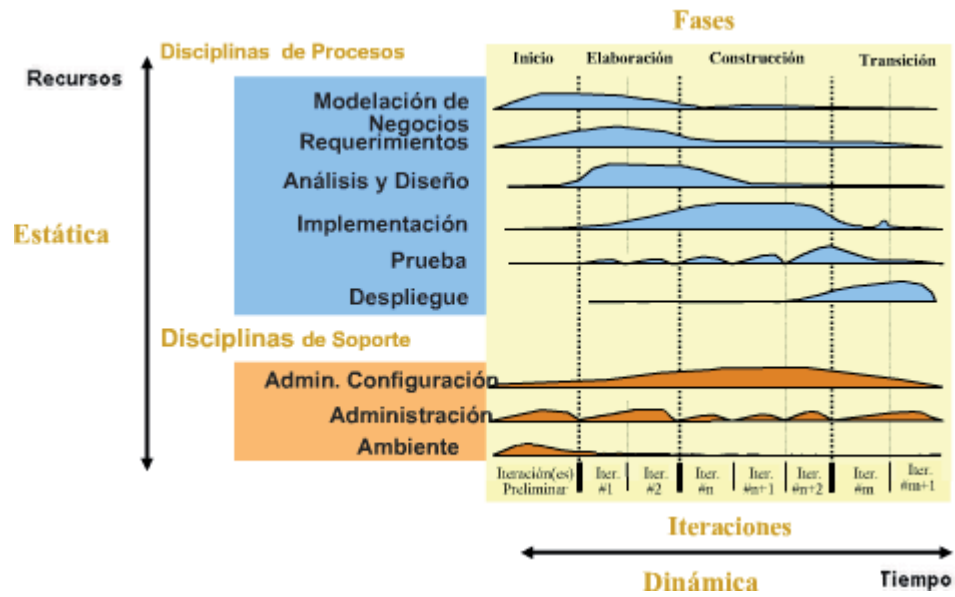 Fases
Disciplinas de Procesos
Inicio Elaboración Construcción Transición
Recursos
Modelación de
Negocios
Requerimientos
Análisis y Diseño
Implementación
Estática
Prueba
Despliegue
Disciplinas de Soporte
Admin. Configuración
Administración
Ambiente
Iteración(es) Iter. Iter. Iter. Iter. Iter. Iter. Iter.
Preliminar #1 #2 #n #n+1 #n+2 #m #m+1
Iteraciones
Dinámica
Tiempo